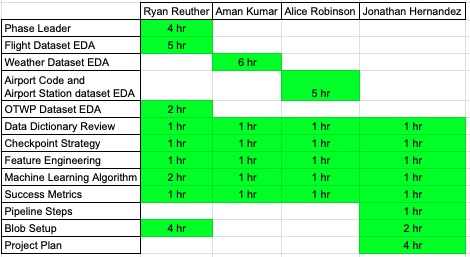 Ryan Reuther Aman Kumar Alice Robinson Jonathan Hernandez
Phase Leader 4 hr
Flight Dataset EDA 5 hr
Weather Dataset EDA 6 hr
Airport Code and
Airport Station dataset EDA 5 hr
OTWP Dataset EDA 2 hr
Data Dictionary Review 1 hr 1 hr 1 hr 1 hr
Checkpoint Strategy 1 hr 1 hr 1 hr 1 hr
Feature Engineering 1 hr 1 hr 1 hr 1 hr
Machine Learning Algorithm 2 hr 1 hr 1 hr 1 hr
Success Metrics 1 hr 1 hr 1 hr 1 hr
Pipeline Steps 1 hr
Blob Setup 4 hr 2 hr
Project Plan 4 hr